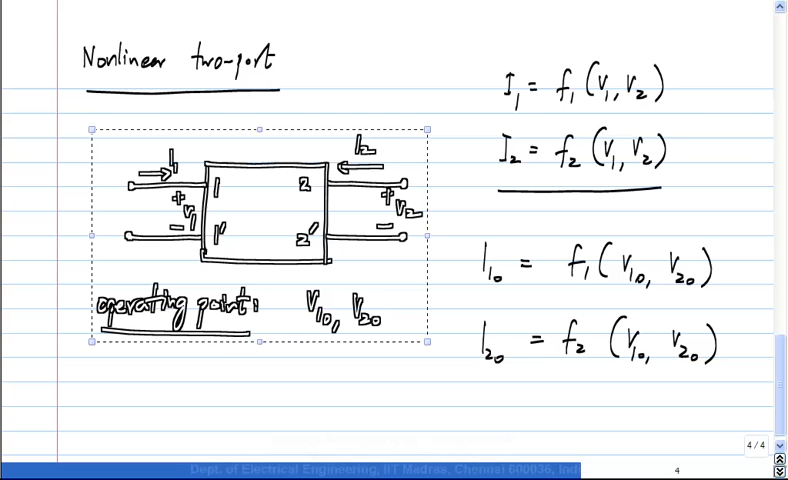 Nonlinear two-port
I1 = f1 (V1, V2)
I2 = f2 (V1, V2)
I1 I2
+ 1 2 +
V1 V2
- 1' 2' -
operating point: V10, V20
I10 = f1 (V10, V20)
I20 = f2 (V10, V20)
4 / 4
Dept. of Electrical Engineering, IIT Madras, Chennai 600036, Indi
4